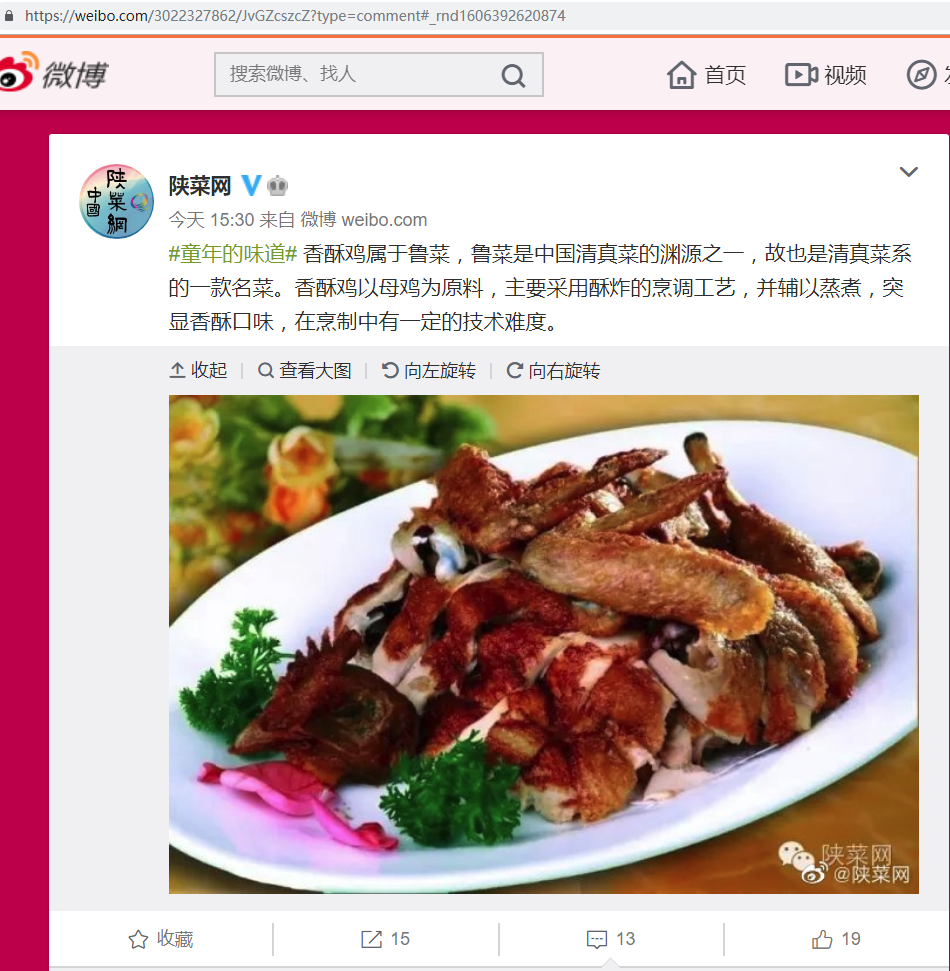 https://weibo.com/3022327862/JvGZcszcZ?type=comment#_rnd1606392620874
微博
搜索微博、找人
首页
视频
陕菜網
中國
陕菜网
今天 15:30 来自 微博 weibo.com
#童年的味道# 香酥鸡属于鲁菜，鲁菜是中国清真菜的渊源之一，故也是清真菜系
的一款名菜。香酥鸡以母鸡为原料，主要采用酥炸的烹调工艺，并辅以蒸煮，突
显香酥口味，在烹制中有一定的技术难度。
收起
查看大图
向左旋转
向右旋转
陕菜网
@陕菜网
收藏
15
13
19